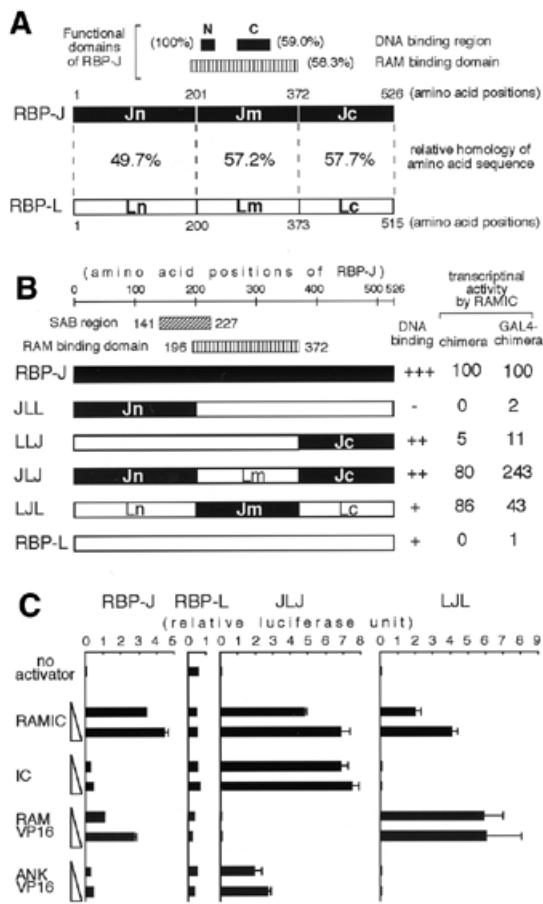 A
Functional domains of RBP-J
N C
(100%) (59.0%) DNA binding region
(58.3%) RAM binding domain
1 201 372 526 (amino acid positions)
RBP-J Jn Jm Jc
49.7% 57.2% 57.7% relative homology of amino acid sequence
RBP-L Ln Lm Lc
1 200 373 515 (amino acid positions)
B
(amino acid positions of RBP-J)
0 100 200 300 400 500 526
transcriptinal activity by RAMIC
SAB region 141 227
DNA binding chimera GAL4-chimera
RAM binding domain 196 372
RBP-J +++ 100 100
JLL Jn - 0 2
LLJ Jc ++ 5 11
JLJ Jn Lm Jc ++ 80 243
LJL Ln Jm Lc + 86 43
RBP-L + 0 1
C
RBP-J RBP-L JLJ LJL
(relative luciferase unit)
0 1 2 3 4 5 0 1 0 1 2 3 4 5 6 7 8 0 1 2 3 4 5 6 7 8 9
no activator
RAMIC
IC
RAM VP16
ANK VP16